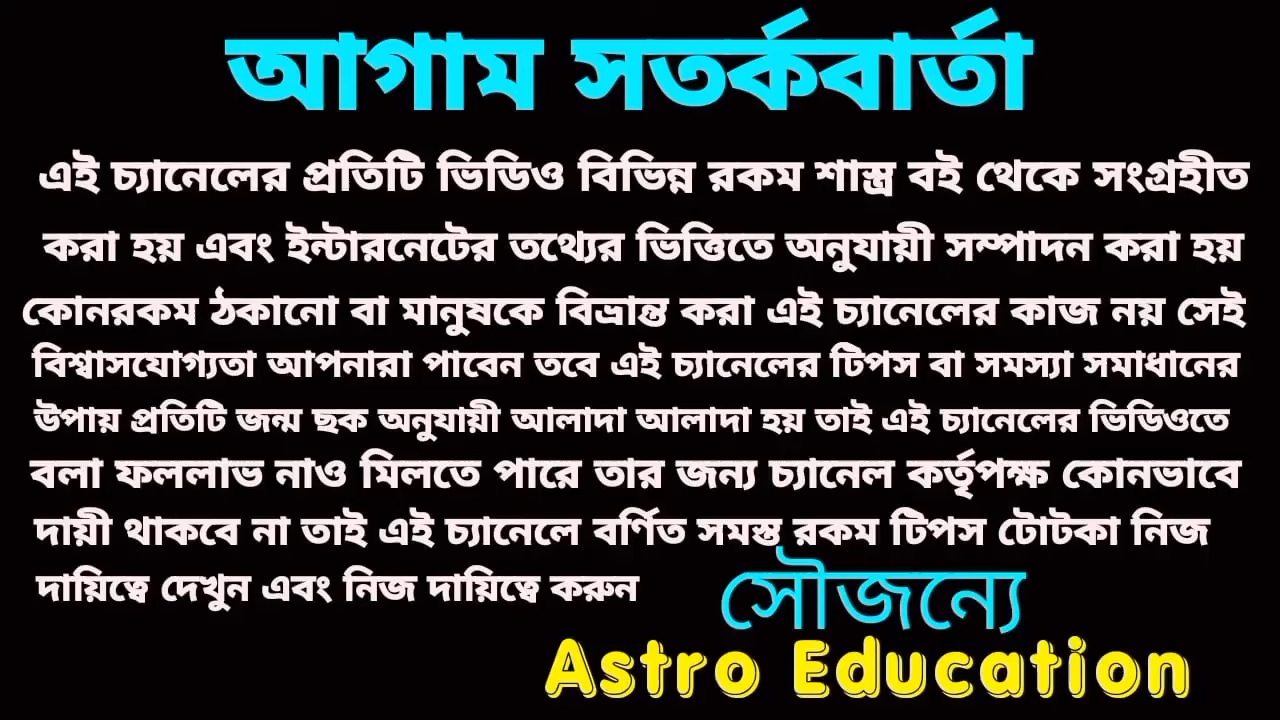 আগাম সতর্কবার্তা
এই চ্যানেলের প্রতিটি ভিডিও বিভিন্ন রকম শাস্ত্র বই থেকে সংগ্রহীত
করা হয় এবং ইন্টারনেটের তথ্যের ভিত্তিতে অনুযায়ী সম্পাদন করা হয়
কোনরকম ঠকানো বা মানুষকে বিভ্রান্ত করা এই চ্যানেলের কাজ নয় সেই
বিশ্বাসযোগ্যতা আপনারা পাবেন তবে এই চ্যানেলের টিপস বা সমস্যা সমাধানের
উপায় প্রতিটি জন্ম ছক অনুযায়ী আলাদা আলাদা হয় তাই এই চ্যানেলের ভিডিওতে
বলা ফললাভ নাও মিলতে পারে তার জন্য চ্যানেল কর্তৃপক্ষ কোনভাবে
দায়ী থাকবে না তাই এই চ্যানেলে বর্ণিত সমস্ত রকম টিপস টোটকা নিজ
দায়িত্বে দেখুন এবং নিজ দায়িত্বে করুন
সৌজন্যে
Astro Education